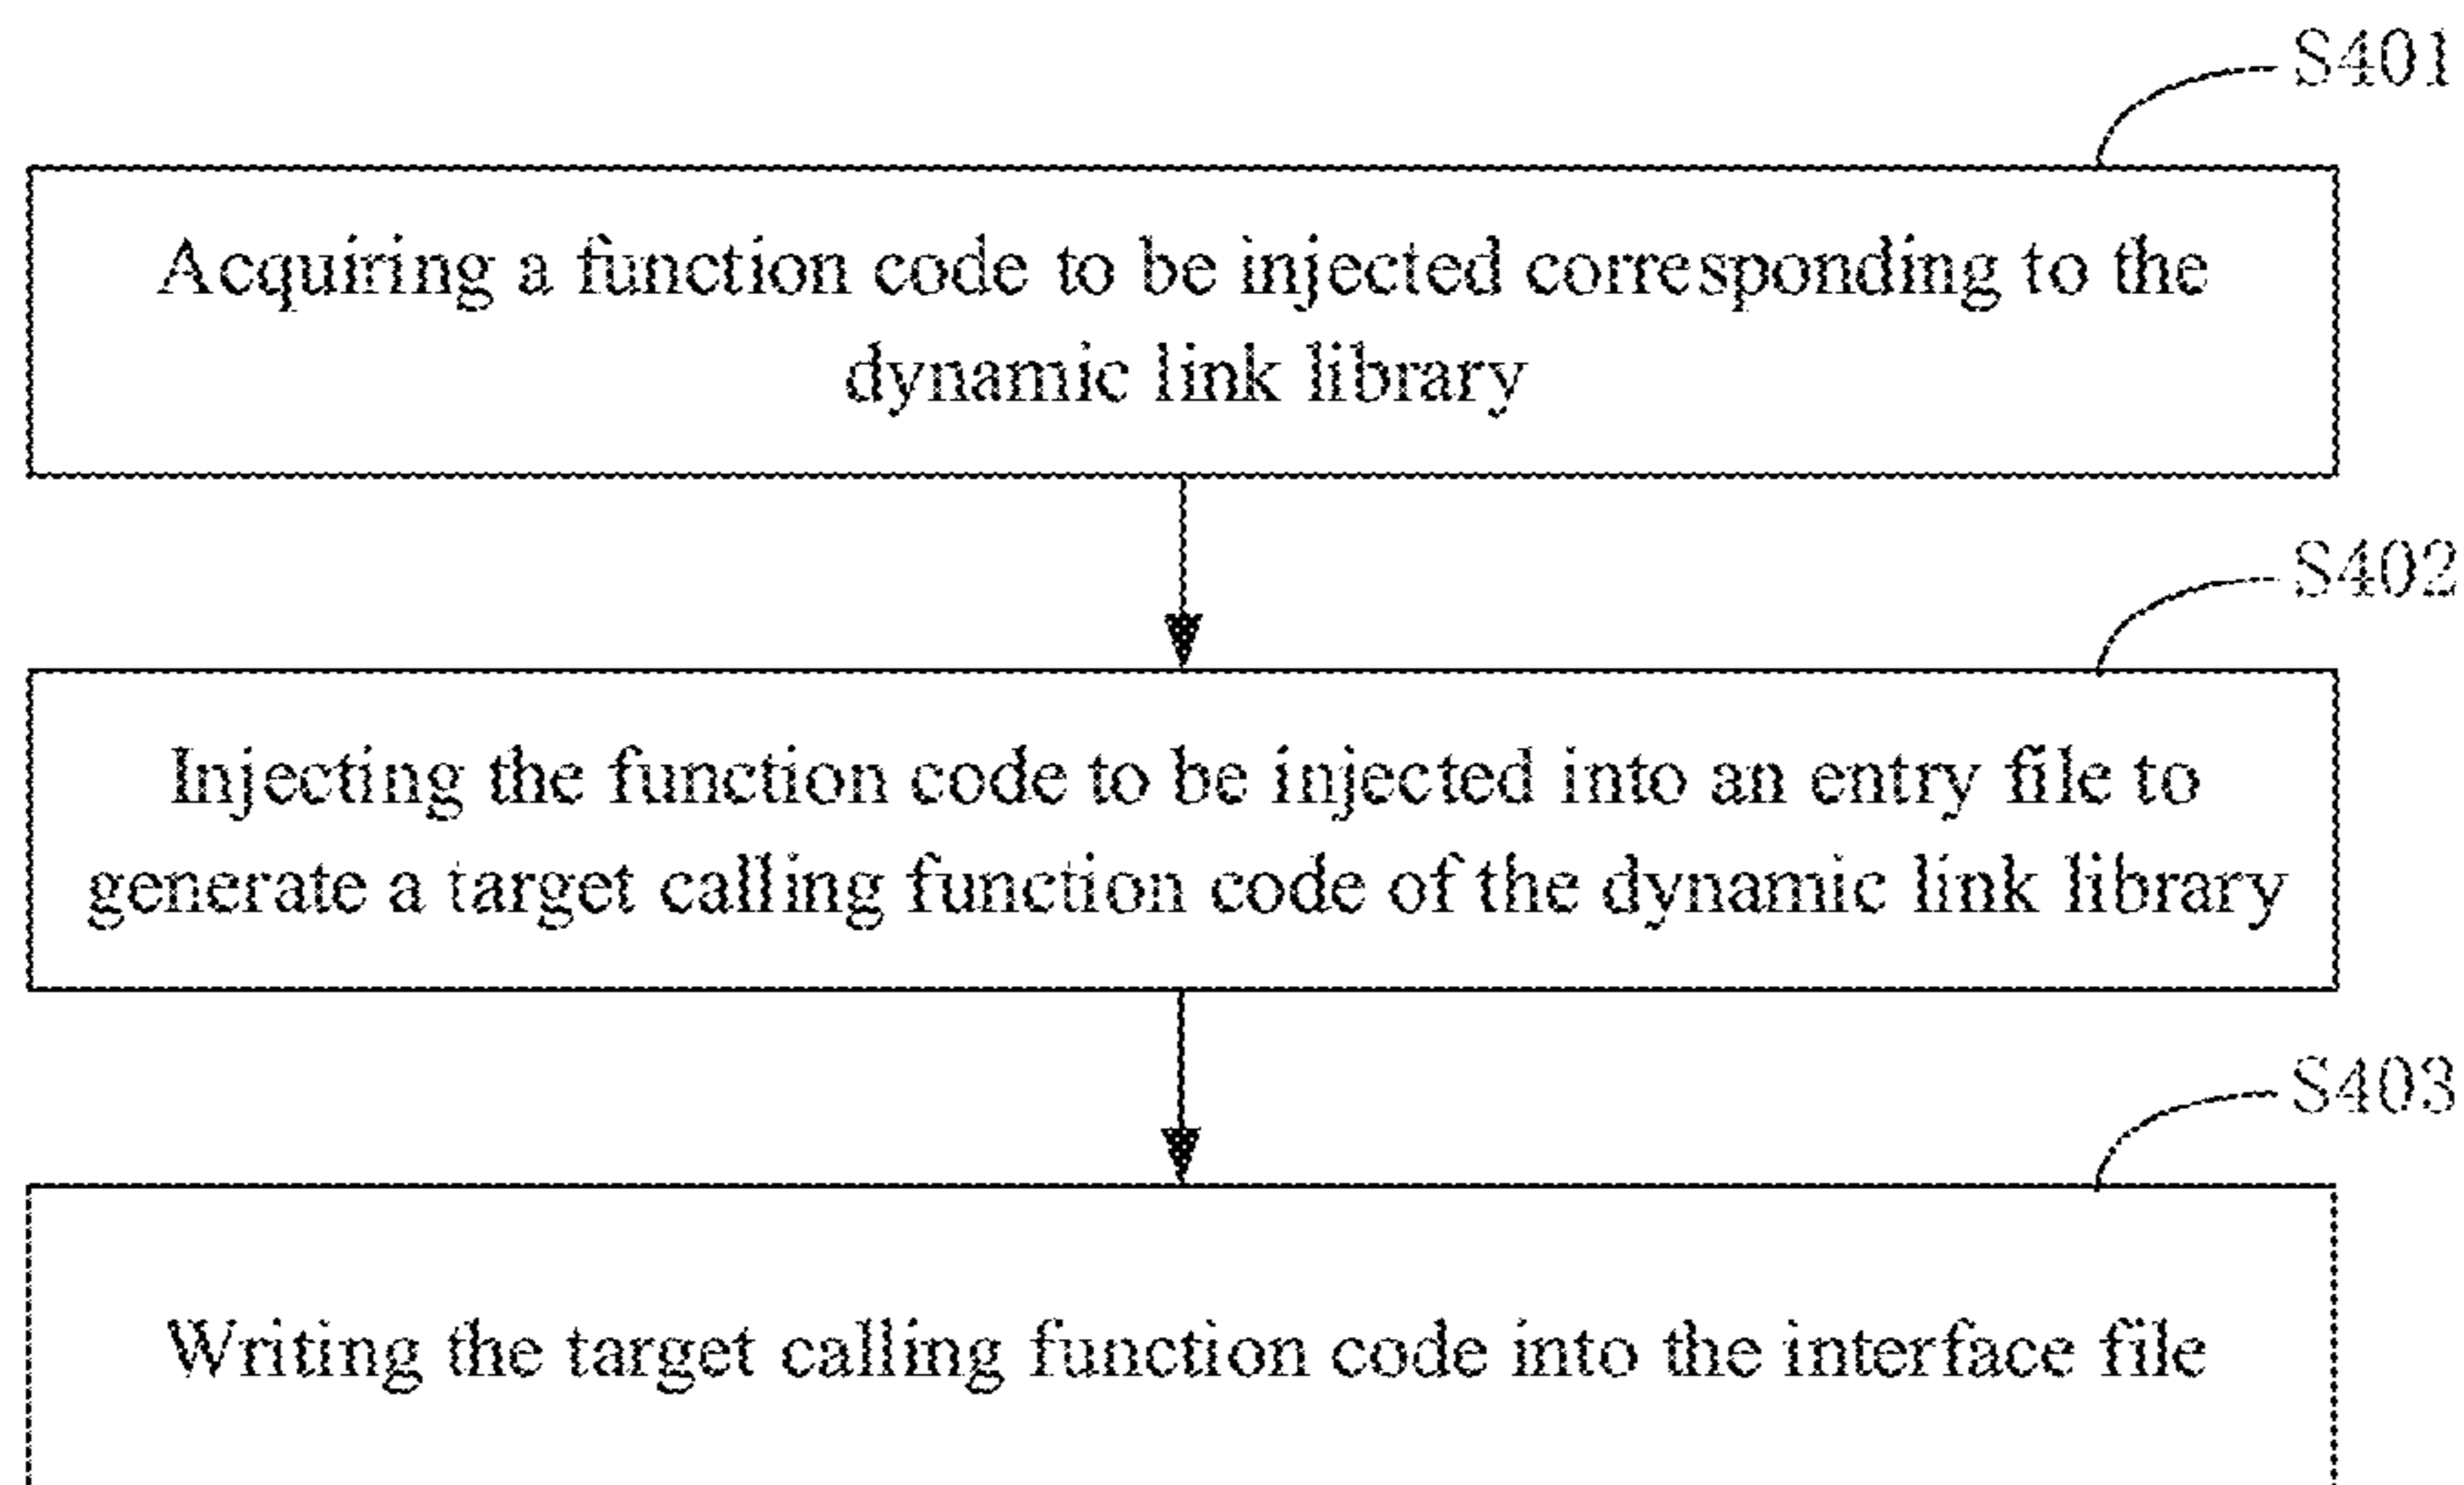 S401
Acquiring a function code to be injected corresponding to the
dynamic link library
S402
Injecting the function code to be injected into an entry file to
generate a target calling function code of the dynamic link library
S403
Writing the target calling function code into the interface file